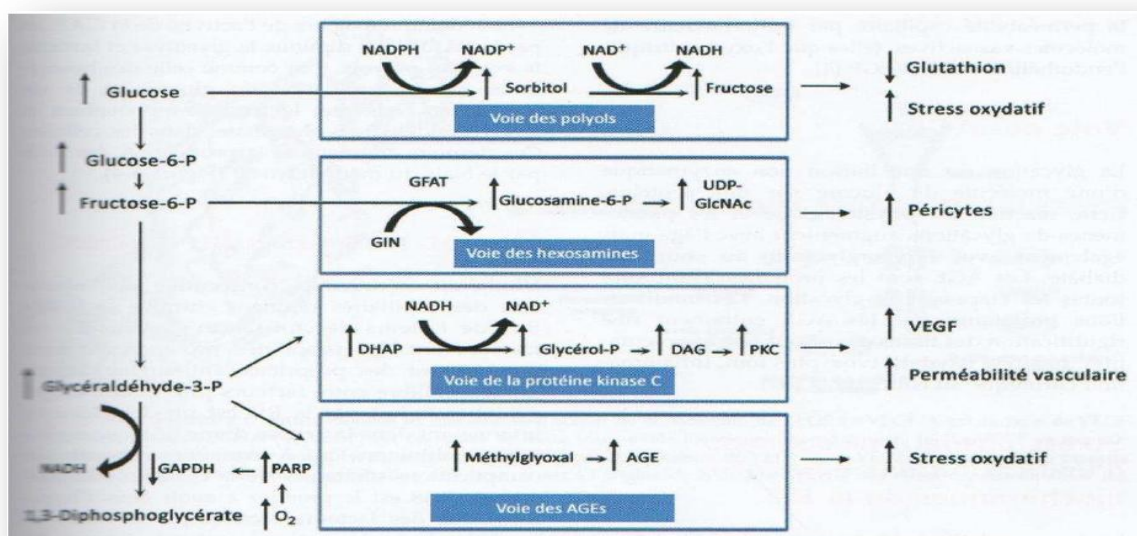 NADPH NADP+ NAD+ NADH
Glucose Sorbitol Fructose
Voie des polyols
Glutathion
Stress oxydatif
Glucose-6-P
Fructose-6-P
GFAT
Glucosamine-6-P
UDP-
GlcNAc
GIN
Voie des hexosamines
Péricytes
NADH NAD+
DHAP Glycérol-P DAG PKC
Voie de la protéine kinase C
VEGF
Perméabilité vasculaire
Glycéraldéhyde-3-P
NADH
GAPDH PARP
1,3-Diphosphoglycérate O2
Méthylglyoxal AGE
Voie des AGEs
Stress oxydatif